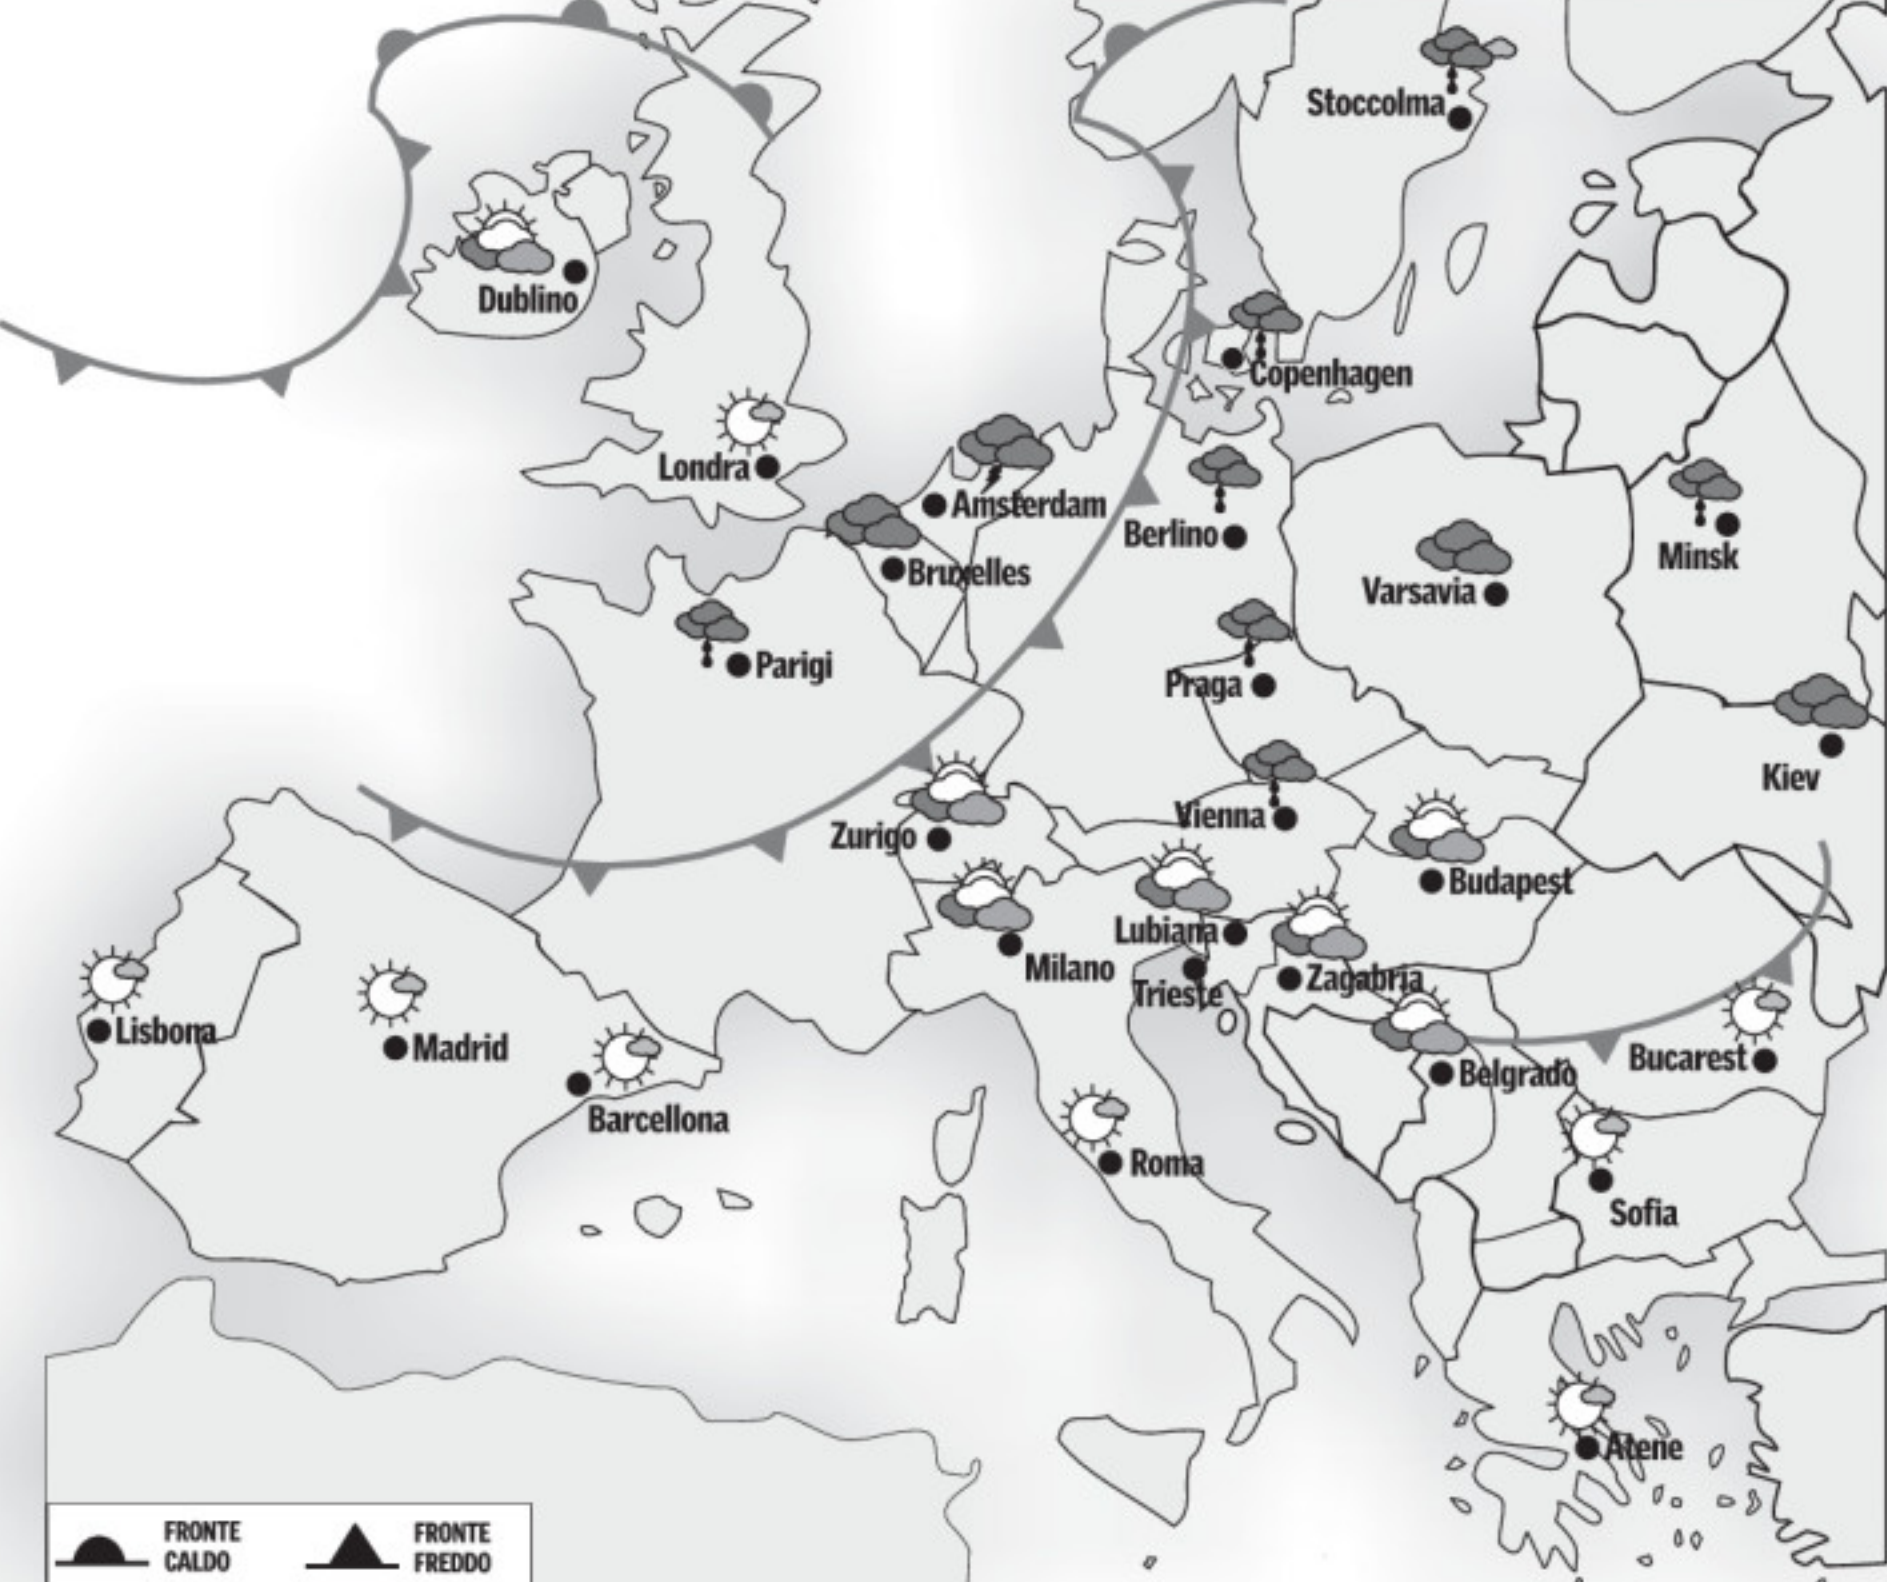 Stoccolma
Dublino
Copenhagen
Londra
Amsterdam
Berlino
Minsk
Bruxelles
Varsavia
Parigi
Praga
Kiev
Vienna
Zurigo
Budapest
Lubiana
Milano
Zagabria
Trieste
Lisbona
Madrid
Bucarest
Belgrado
Barcellona
Roma
Sofia
Atene
FRONTE
CALDO
FRONTE
FREDDO